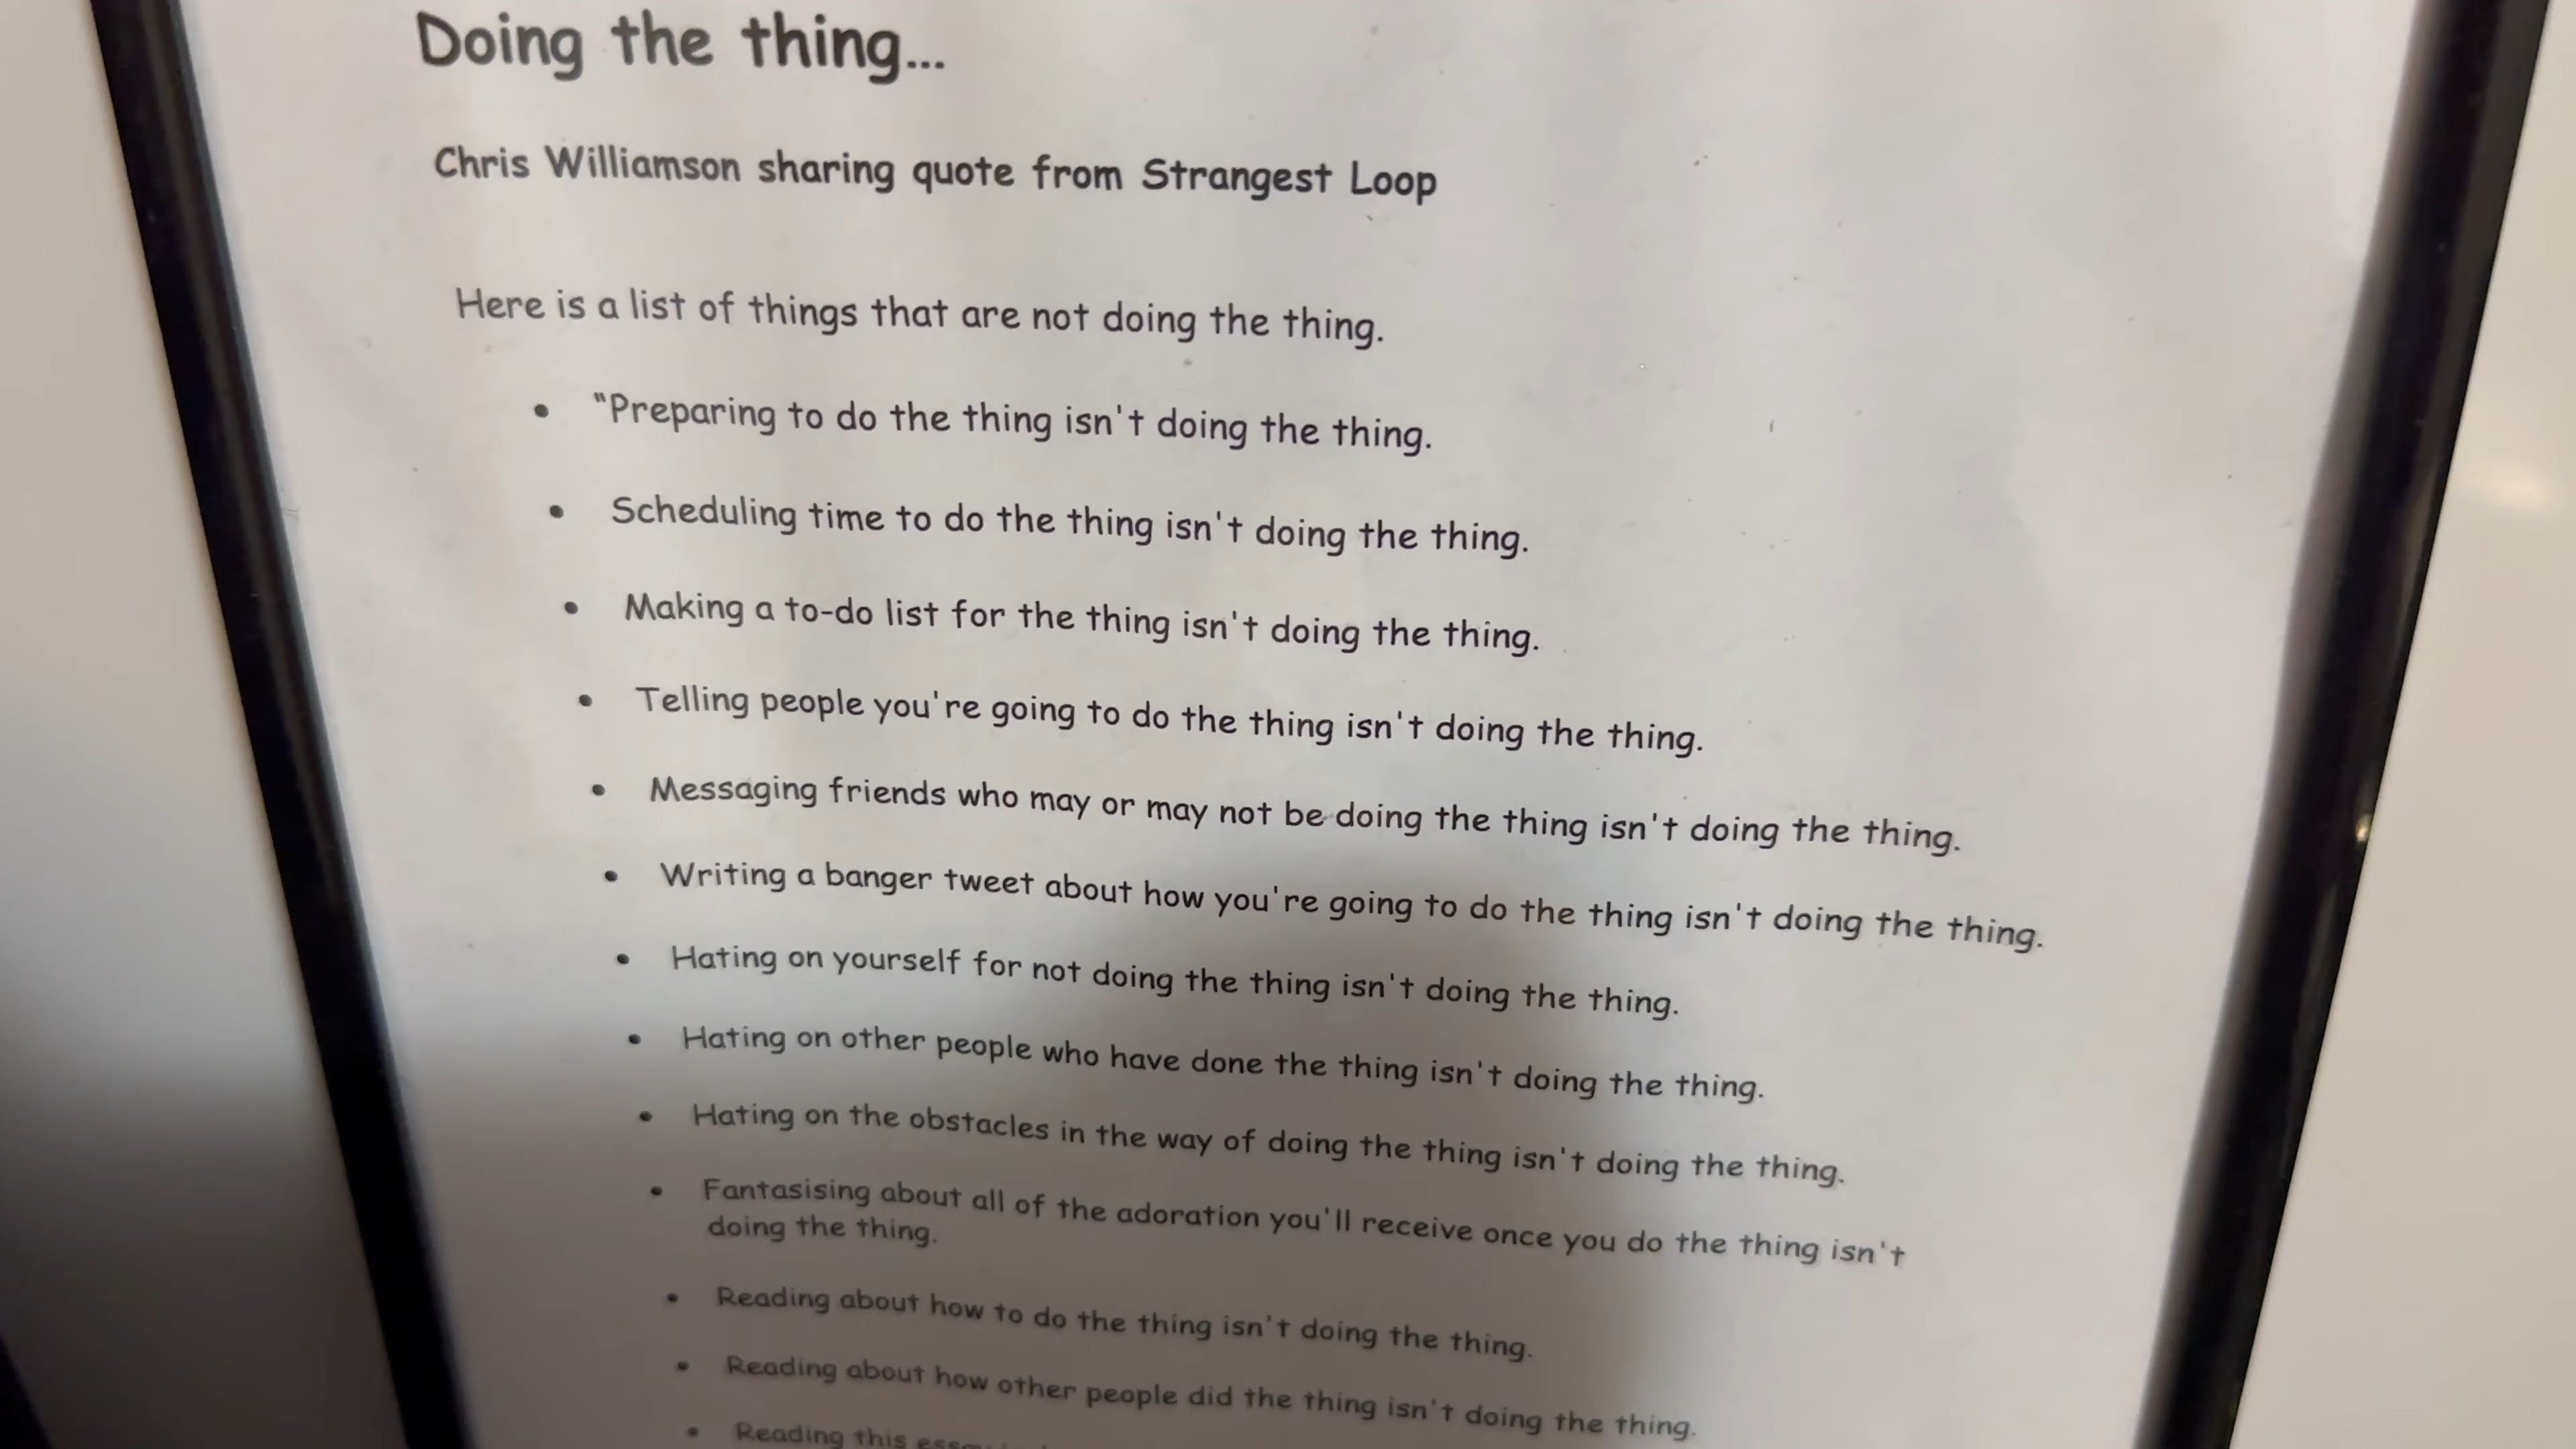 Doing the thing...
Chris Williamson sharing quote from Strangest Loop
Here is a list of things that are not doing the thing.
• "Preparing to do the thing isn't doing the thing.
• Scheduling time to do the thing isn't doing the thing.
• Making a to-do list for the thing isn't doing the thing.
• Telling people you're going to do the thing isn't doing the thing.
• Messaging friends who may or may not be doing the thing isn't doing the thing.
• Writing a banger tweet about how you're going to do the thing isn't doing the thing.
• Hating on yourself for not doing the thing isn't doing the thing.
• Hating on other people who have done the thing isn't doing the thing.
• Hating on the obstacles in the way of doing the thing isn't doing the thing.
• Fantasising about all of the adoration you'll receive once you do the thing isn't
doing the thing.
• Reading about how to do the thing isn't doing the thing.
• Reading about how other people did the thing isn't doing the thing.
• Reading this